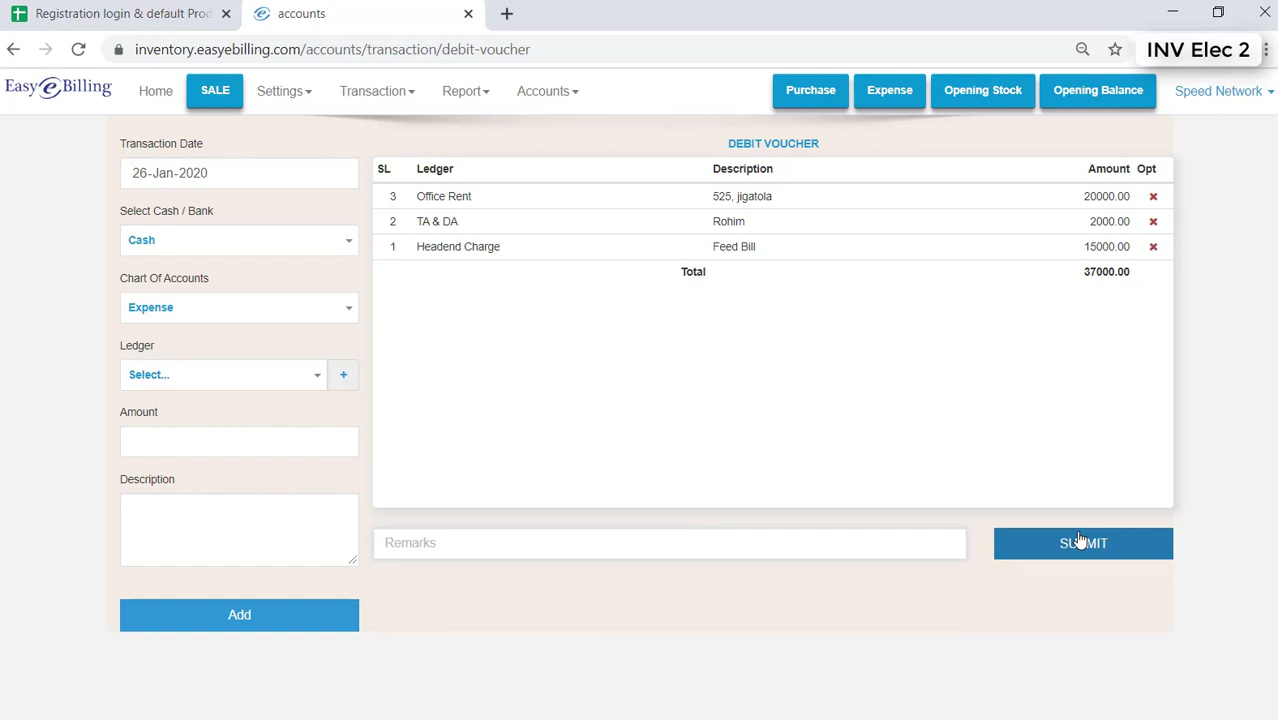 Registration login & default Prod
accounts
inventory.easyebilling.com/accounts/transaction/debit-voucher
INV Elec 2
Easy eBilling
Home
SALE
Settings
Transaction
Report
Accounts
Purchase
Expense
Opening Stock
Opening Balance
Speed Network
Transaction Date
26-Jan-2020
Select Cash / Bank
Cash
Chart Of Accounts
Expense
Ledger
Select...
+
Amount
Description
Add
DEBIT VOUCHER
SL Ledger Description Amount Opt
3 Office Rent 525, jigatola 20000.00
2 TA & DA Rohim 2000.00
1 Headend Charge Feed Bill 15000.00
Total 37000.00
Remarks
SUBMIT